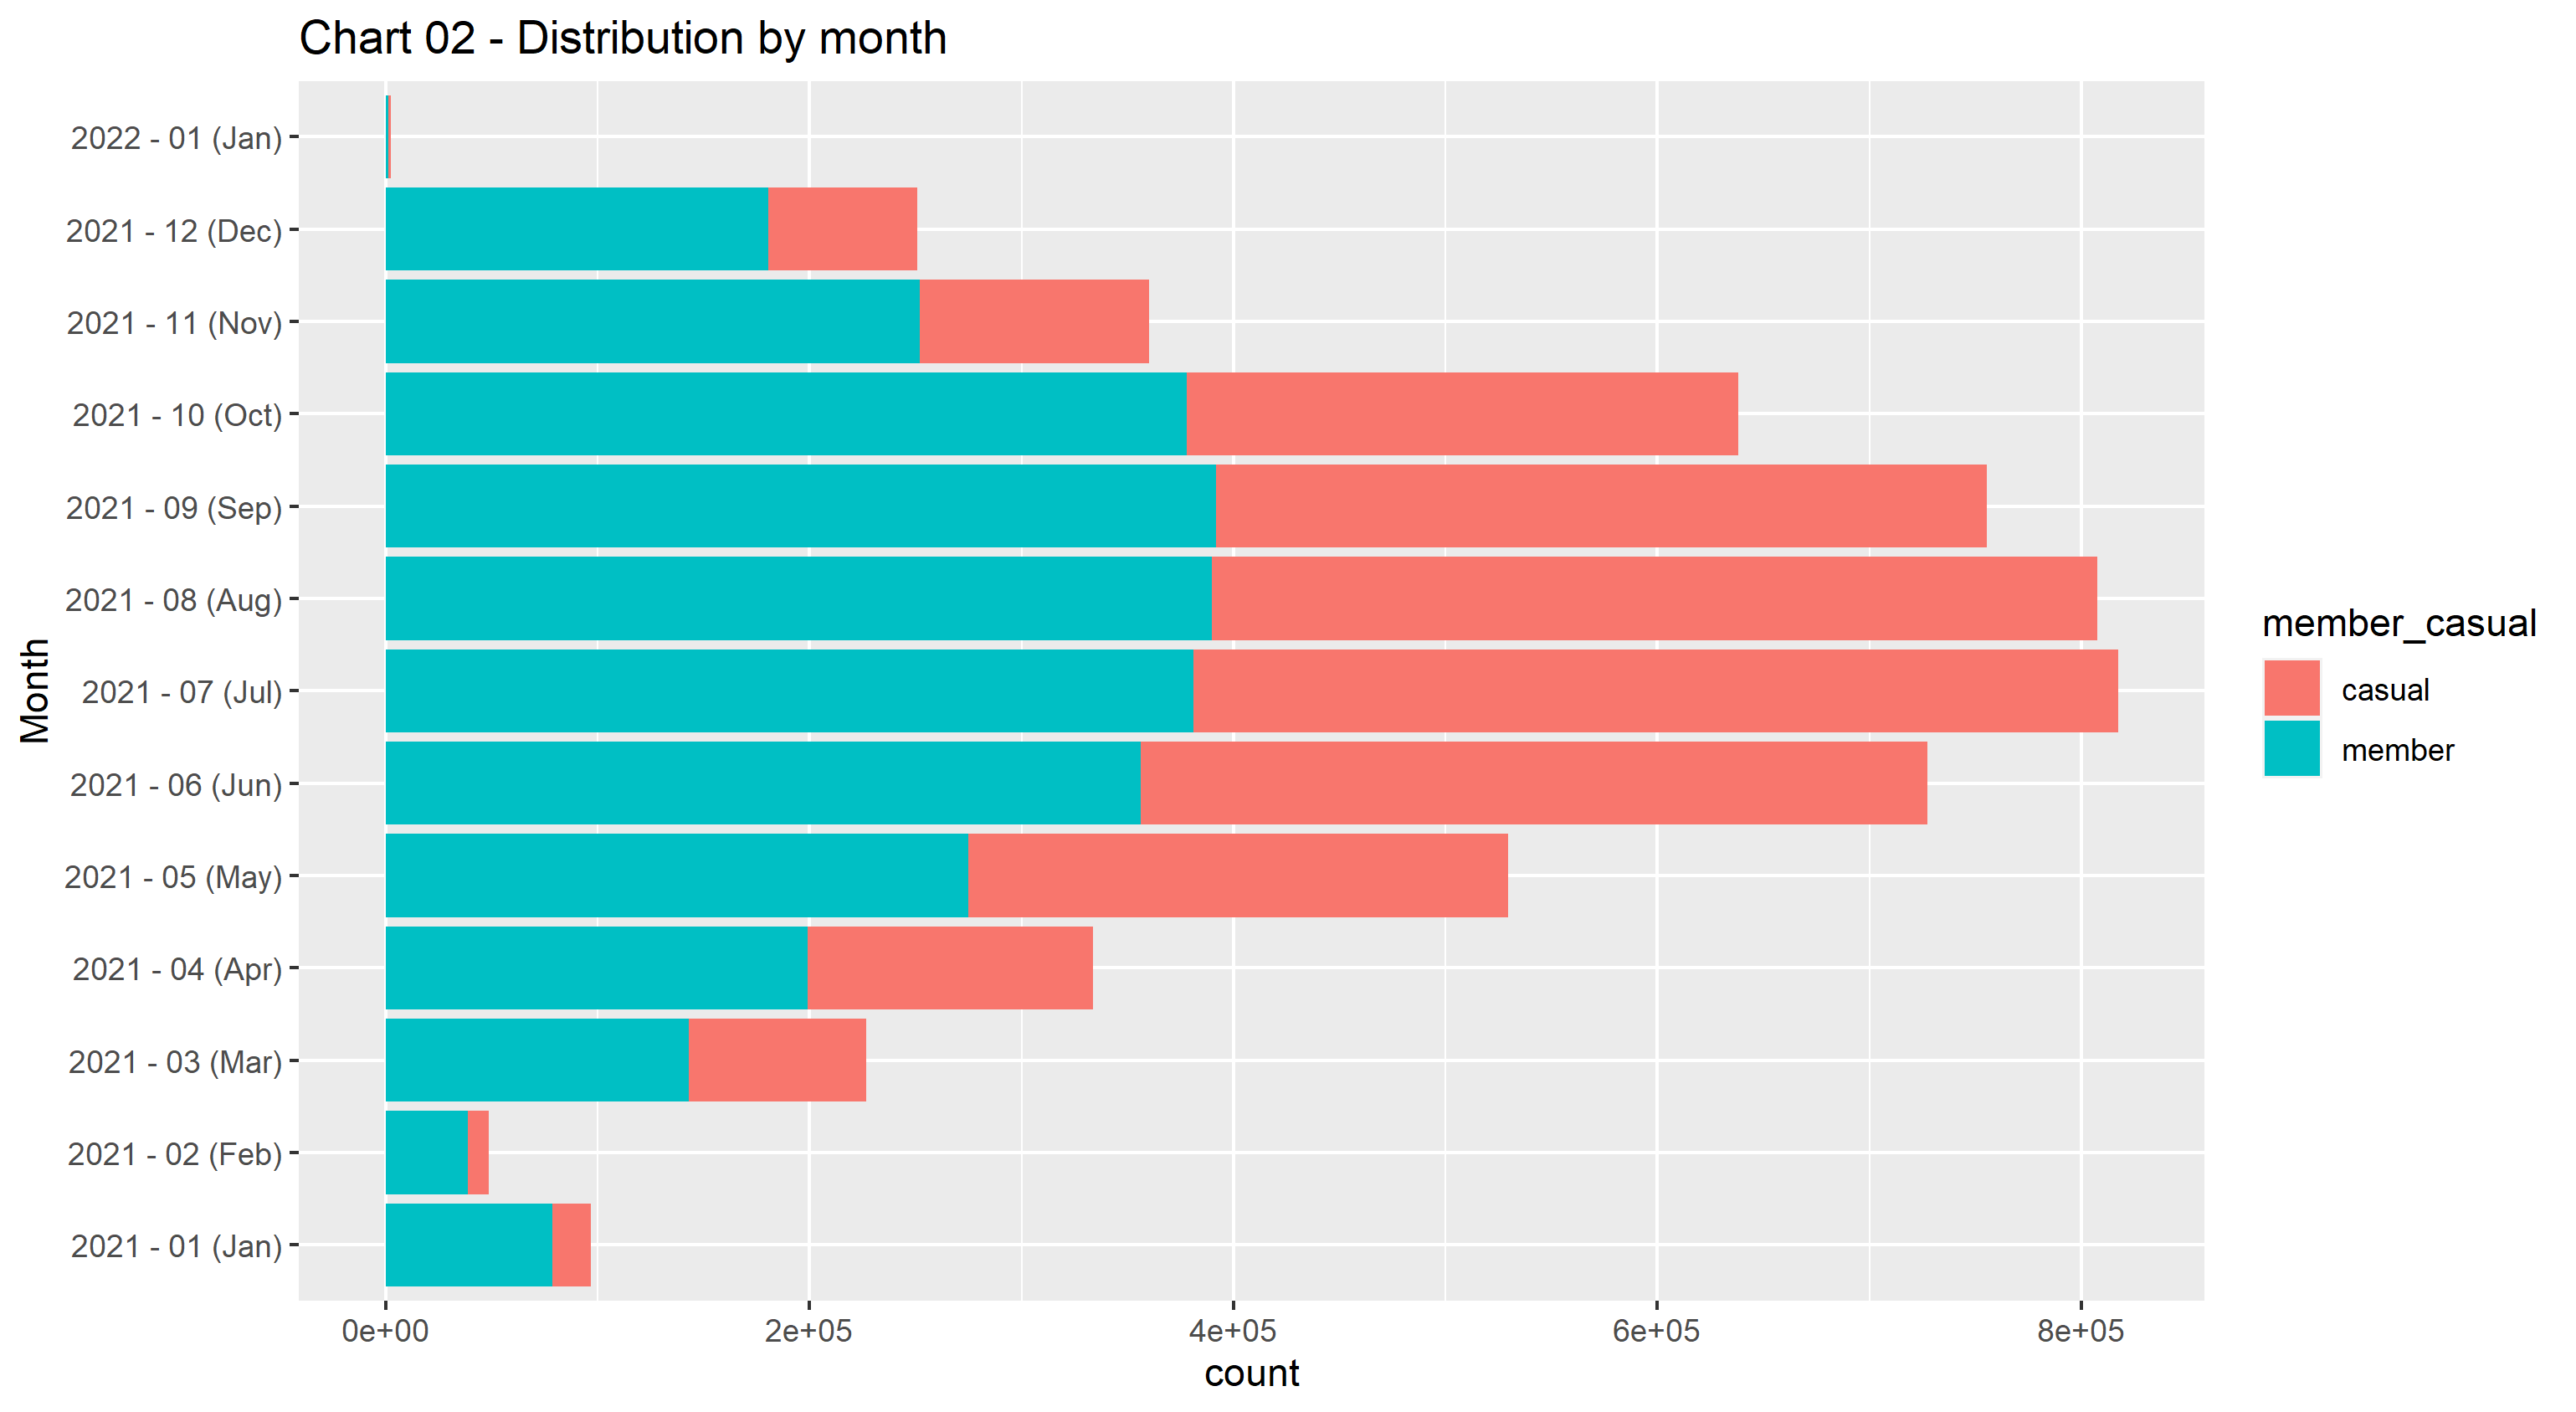 Chart 02 - Distribution by month
2022 - 01 (Jan)
2021 - 12 (Dec)
2021 - 11 (Nov)
2021 - 10 (Oct)
2021 - 09 (Sep)
2021 - 08 (Aug)
2021 - 07 (Jul)
2021 - 06 (Jun)
2021 - 05 (May)
2021 - 04 (Apr)
2021 - 03 (Mar)
2021 - 02 (Feb)
2021 - 01 (Jan)
Month
0e+00 2e+05 4e+05 6e+05 8e+05
count
member_casual
casual
member